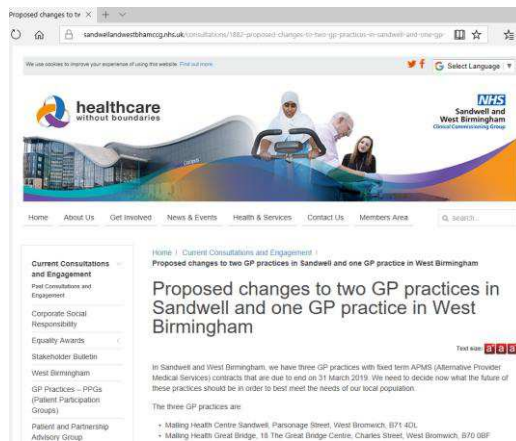 Proposed changes to tw
sandwellandwestbhamccg.nhs.uk/consultations/1882-proposed-changes-to-two-gp-practices-in-sandwell-and-one-gp-
We use cookies to improve your experience of using this website. Find out more.
Select Language
healthcare
without boundaries
NHS
Sandwell and
West Birmingham
Clinical Commissioning Group
Home About Us Get Involved News & Events Health & Services Contact Us Members Area
search...
Current Consultations
and Engagement
Past Consultations and
Engagement
Corporate Social
Responsibility
Equality Awards
Stakeholder Bulletin
West Birmingham
GP Practices – PPGs
(Patient Participation
Groups)
Patient and Partnership
Advisory Group
Home / Current Consultations and Engagement /
Proposed changes to two GP practices in Sandwell and one GP practice in West Birmingham
Proposed changes to two GP practices in
Sandwell and one GP practice in West
Birmingham
Text size:
In Sandwell and West Birmingham, we have three GP practices with fixed term APMS (Alternative Provider
Medical Services) contracts that are due to end on 31 March 2019. We need to decide now what the future of
these practices should be in order to best meet the needs of our local population.
The three GP practices are:
• Malling Health Centre Sandwell, Parsonage Street, West Bromwich, B71 4DL
• Malling Health Great Bridge, 16 The Great Bridge Centre, Charles Street, West Bromwich, B70 0BF